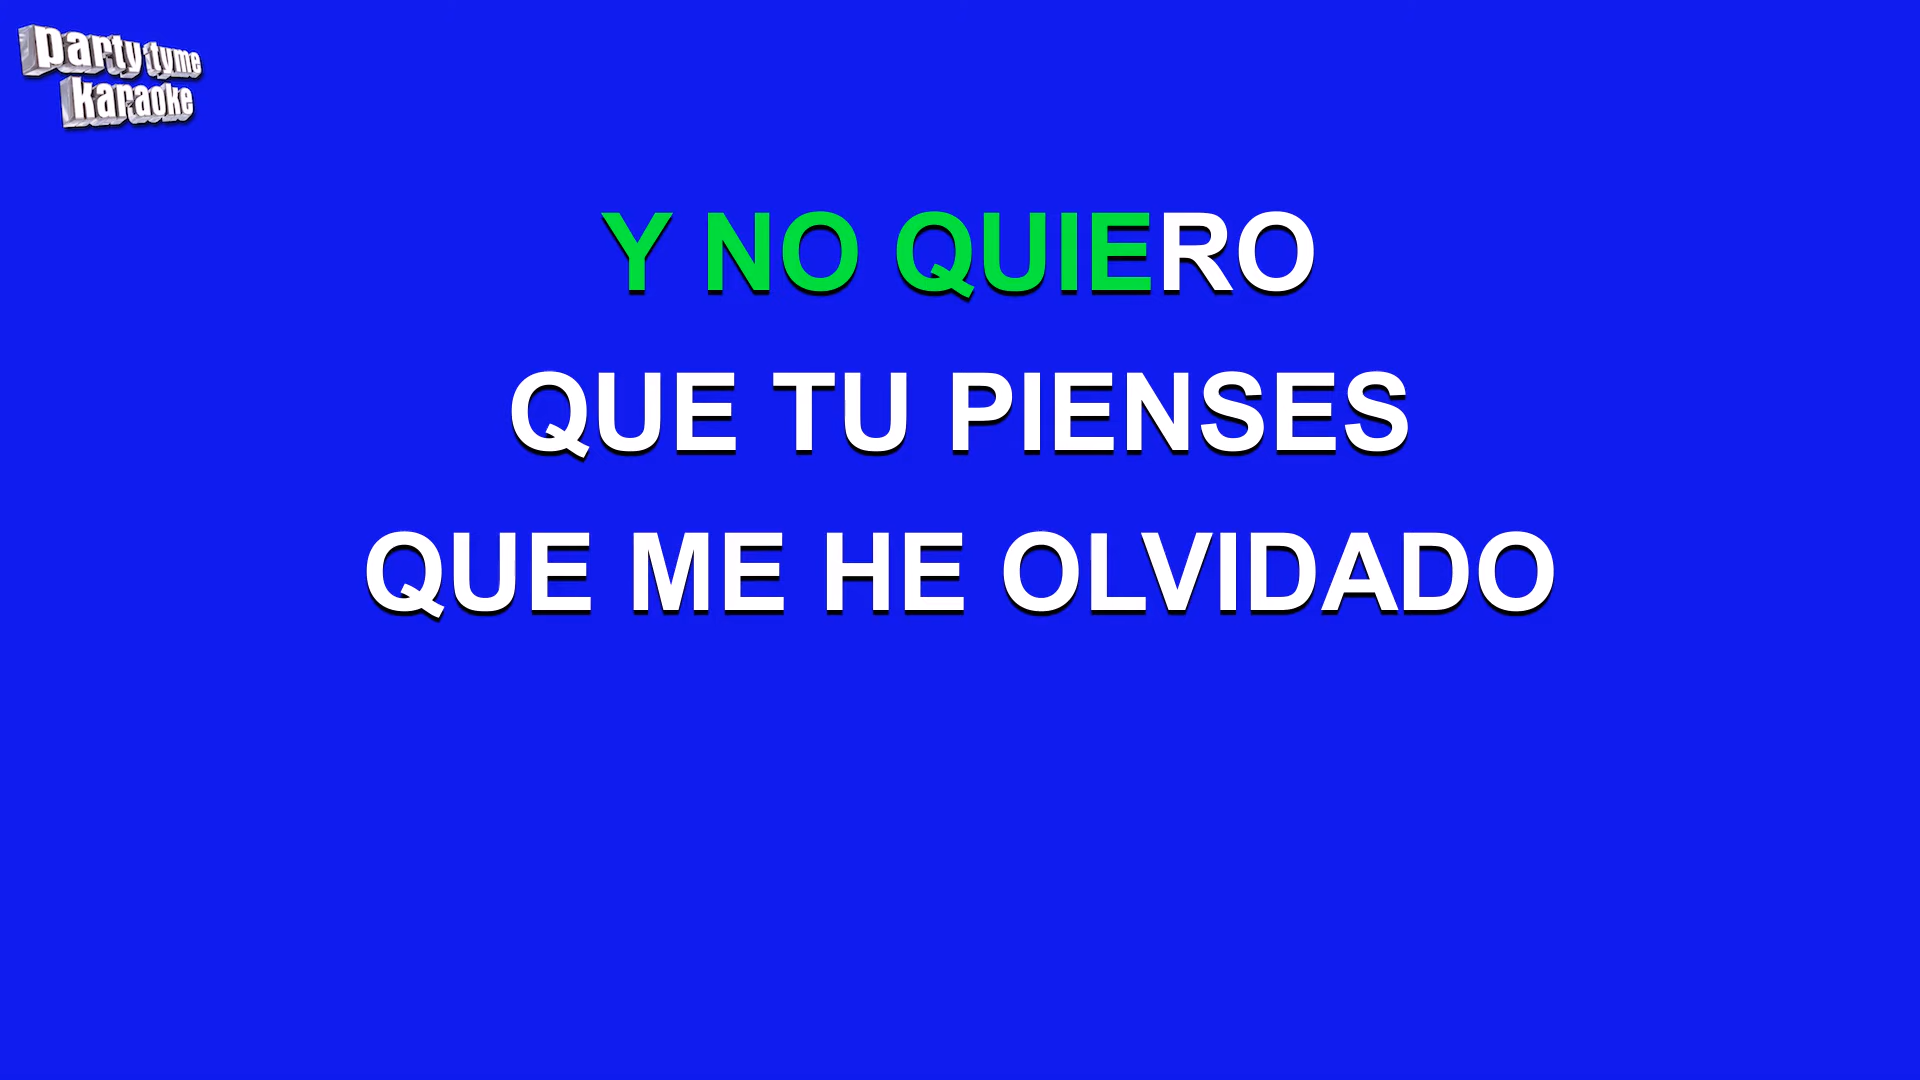 party tyme
karaoke
Y NO QUIERO
QUE TU PIENSES
QUE ME HE OLVIDADO